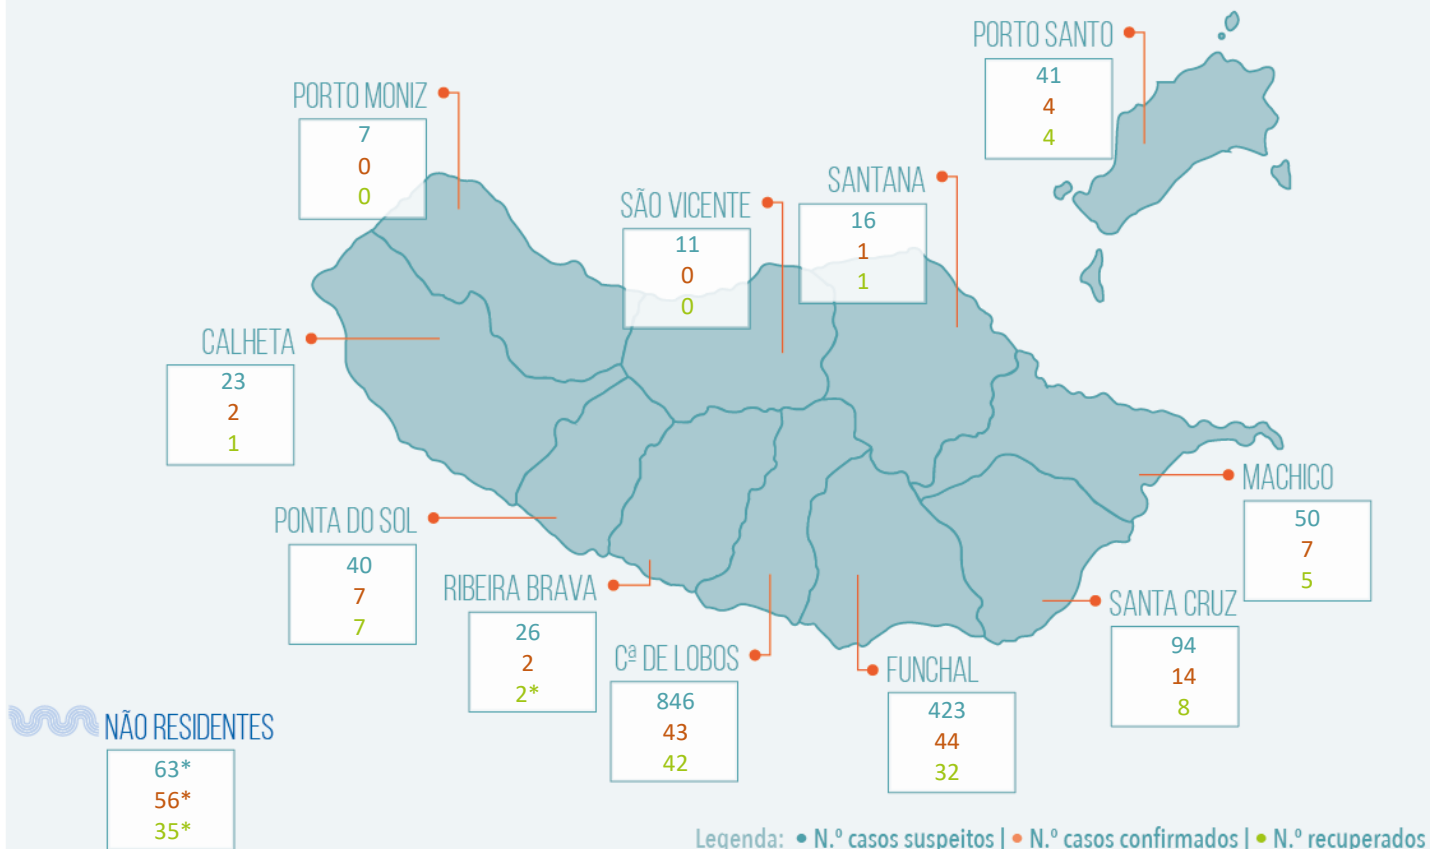 PORTO SANTO
41
4
4
PORTO MONIZ
7
0
0
SANTANA
16
1
1
SÃO VICENTE
11
0
0
CALHETA
23
2
1
MACHICO
50
7
5
PONTA DO SOL
40
7
7
RIBEIRA BRAVA
26
2
2*
SANTA CRUZ
94
14
8
Cª DE LOBOS
846
43
42
FUNCHAL
423
44
32
NÃO RESIDENTES
63*
56*
35*
Legenda: • N.º casos suspeitos | • N.º casos confirmados | • N.º recuperados